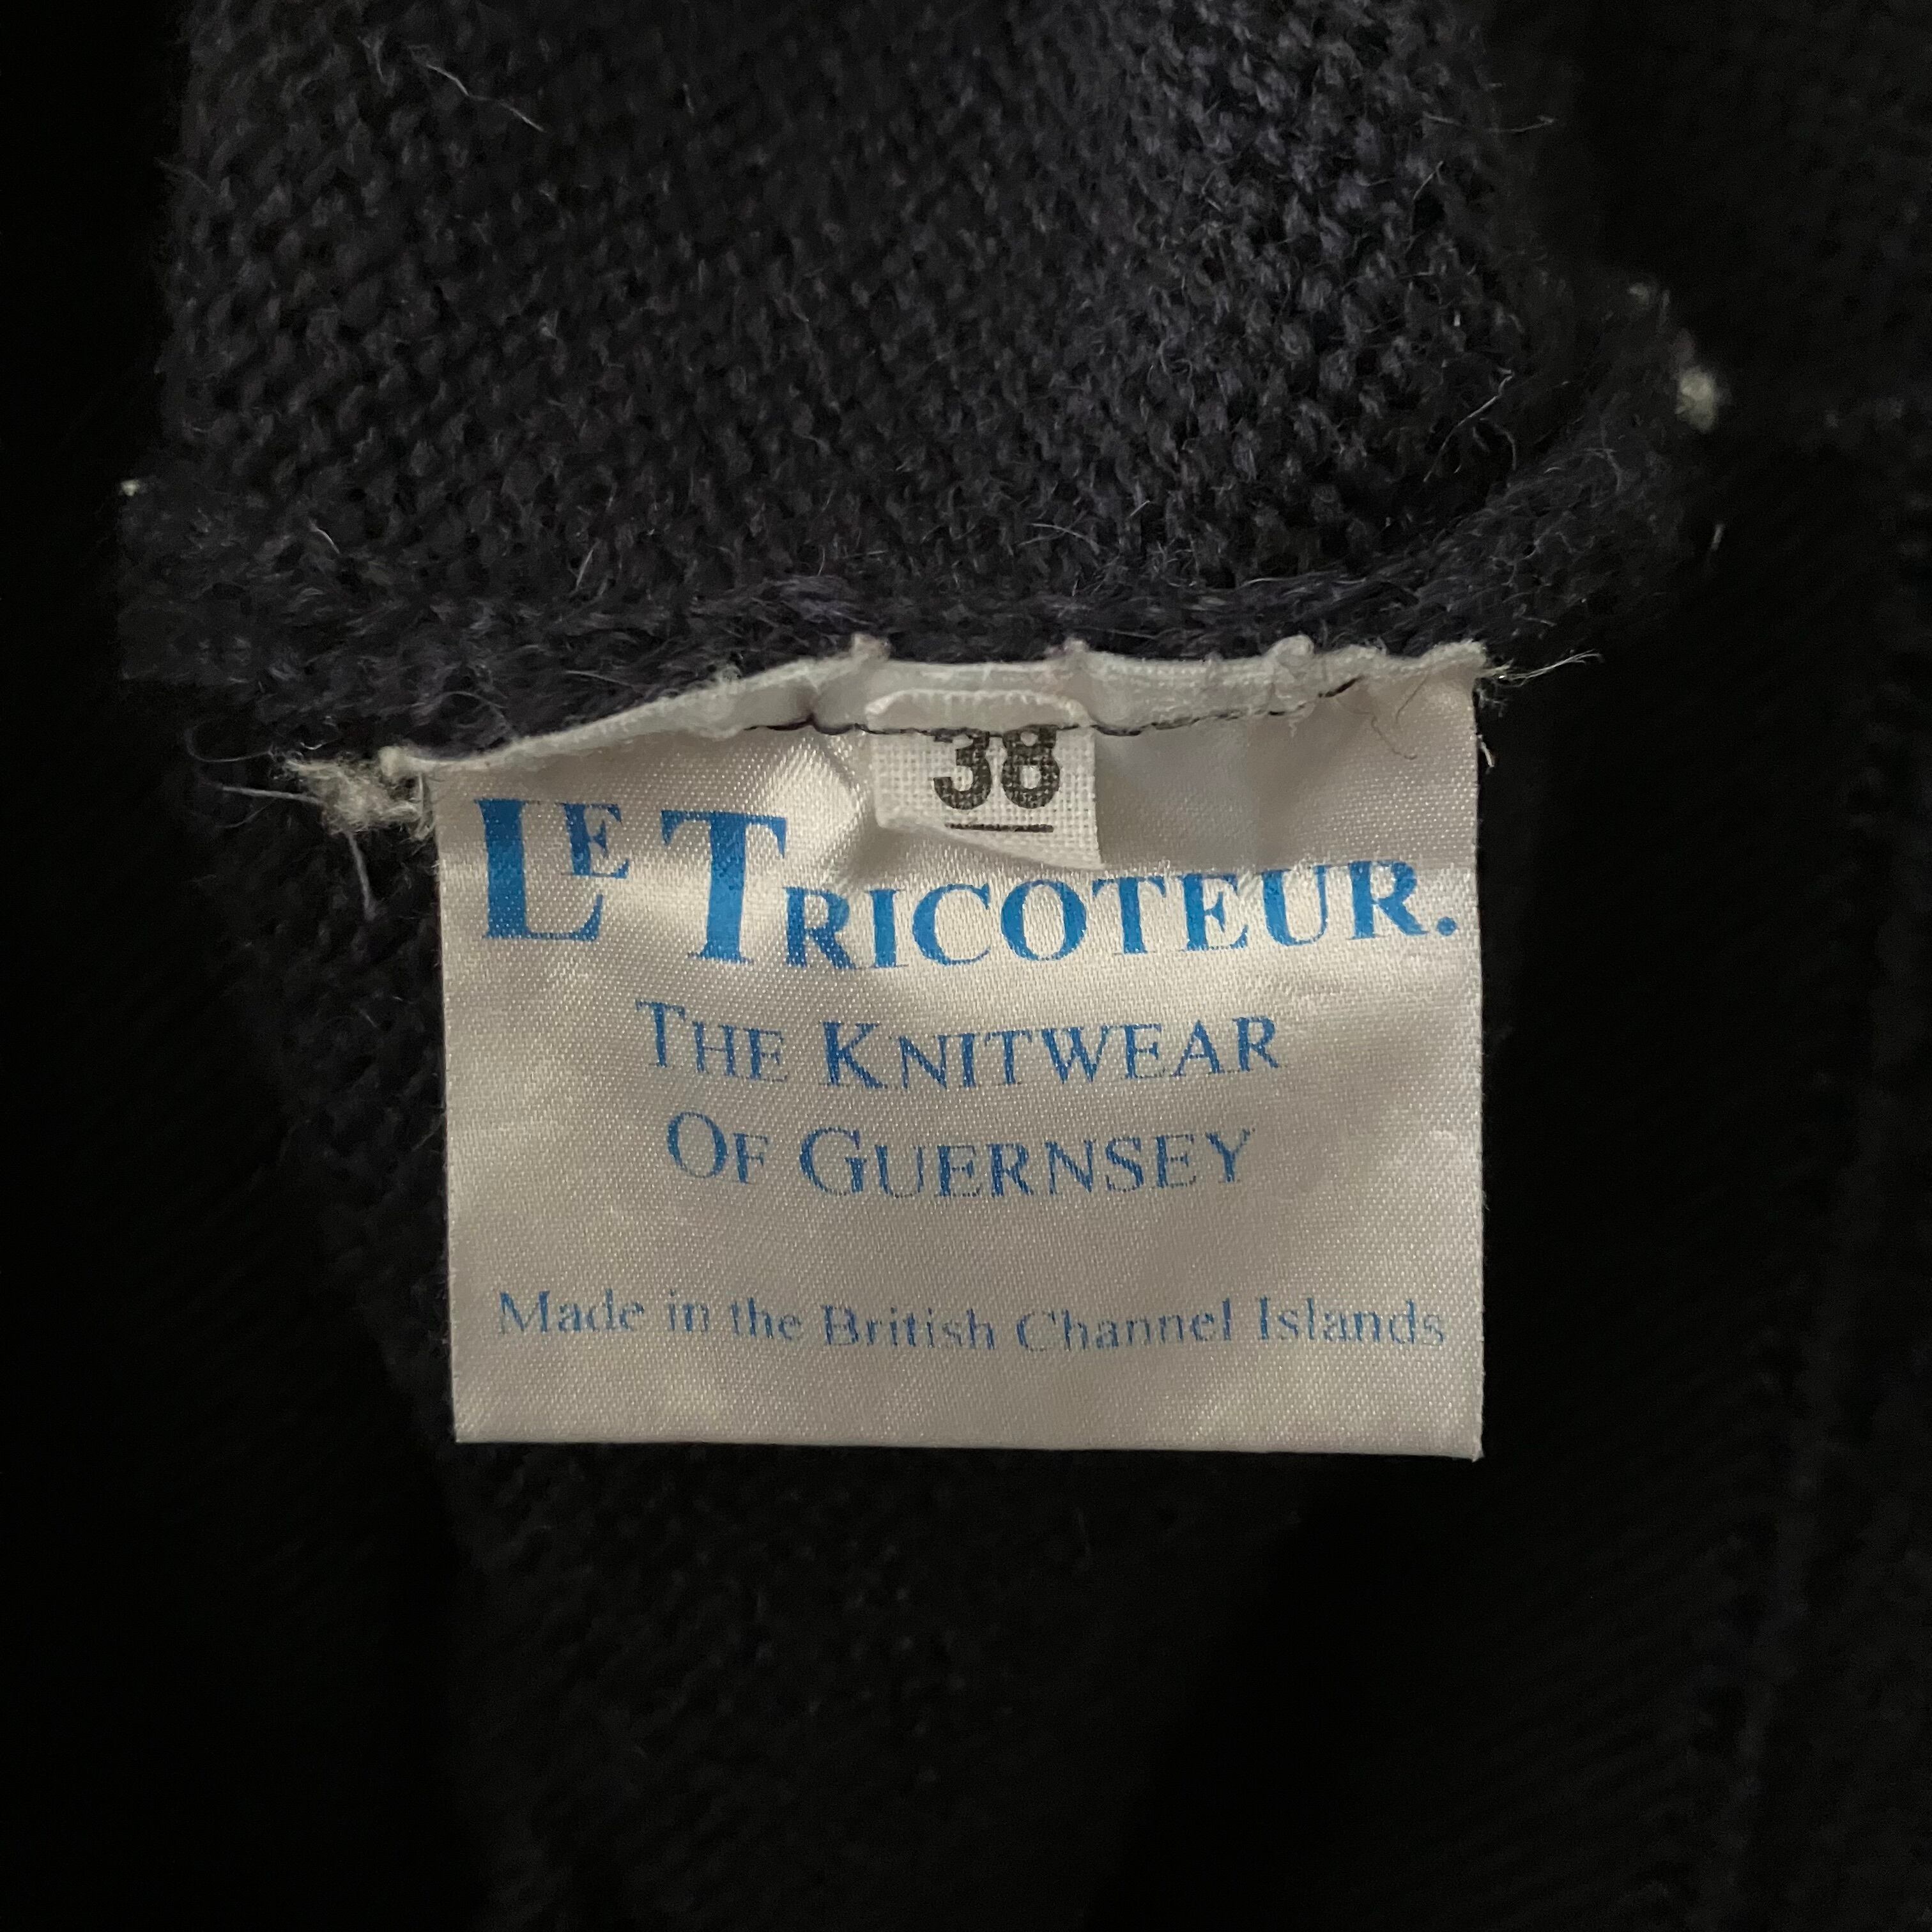 38
LE TRICOTEUR.
THE KNITWEAR
OF GUERNSEY
Made in the British Channel Islands